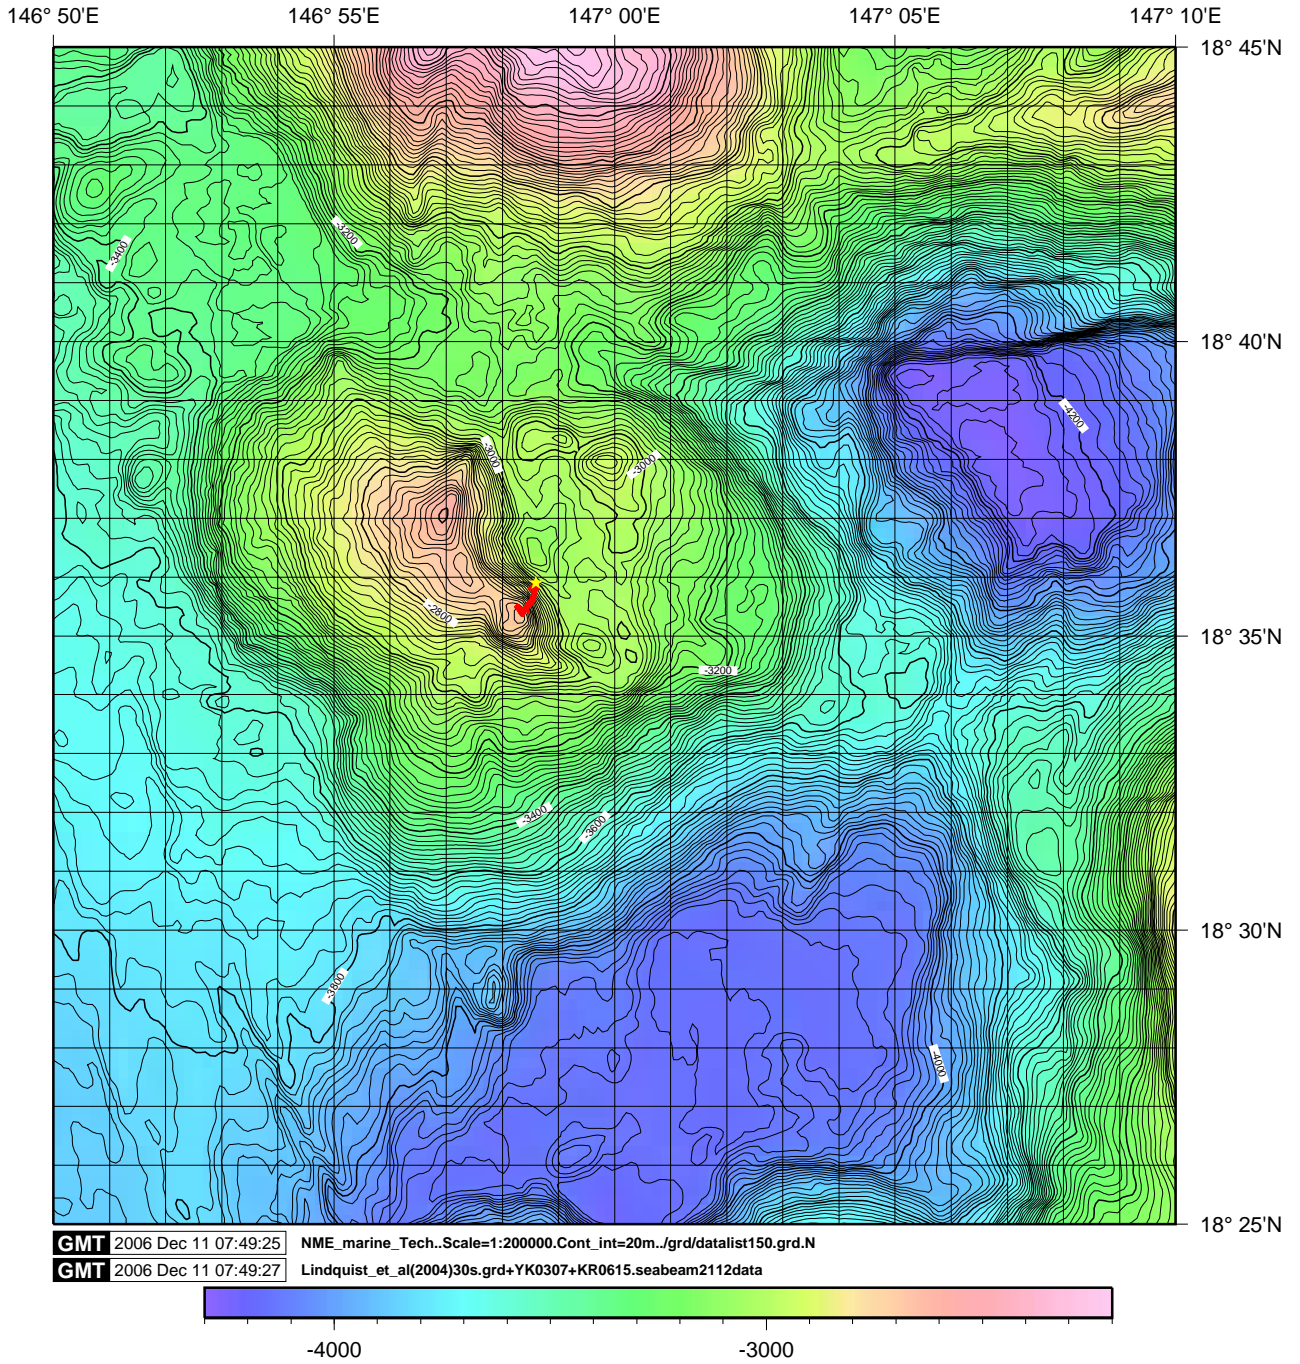 146° 50'E 146° 55'E 147° 00'E 147° 05'E 147° 10'E
18° 45'N
-3200
-3400
18° 40'N
-4200
-3000
-3000
-2800
18° 35'N
-3200
-3400
-3600
18° 30'N
-3800
-4000
18° 25'N
GMT 2006 Dec 11 07:49:25 NME_marine_Tech..Scale=1:200000.Cont_int=20m../grd/datalist150.grd.N
GMT 2006 Dec 11 07:49:27 Lindquist_et_al(2004)30s.grd+YK0307+KR0615.seabeam2112data
-4000 -3000